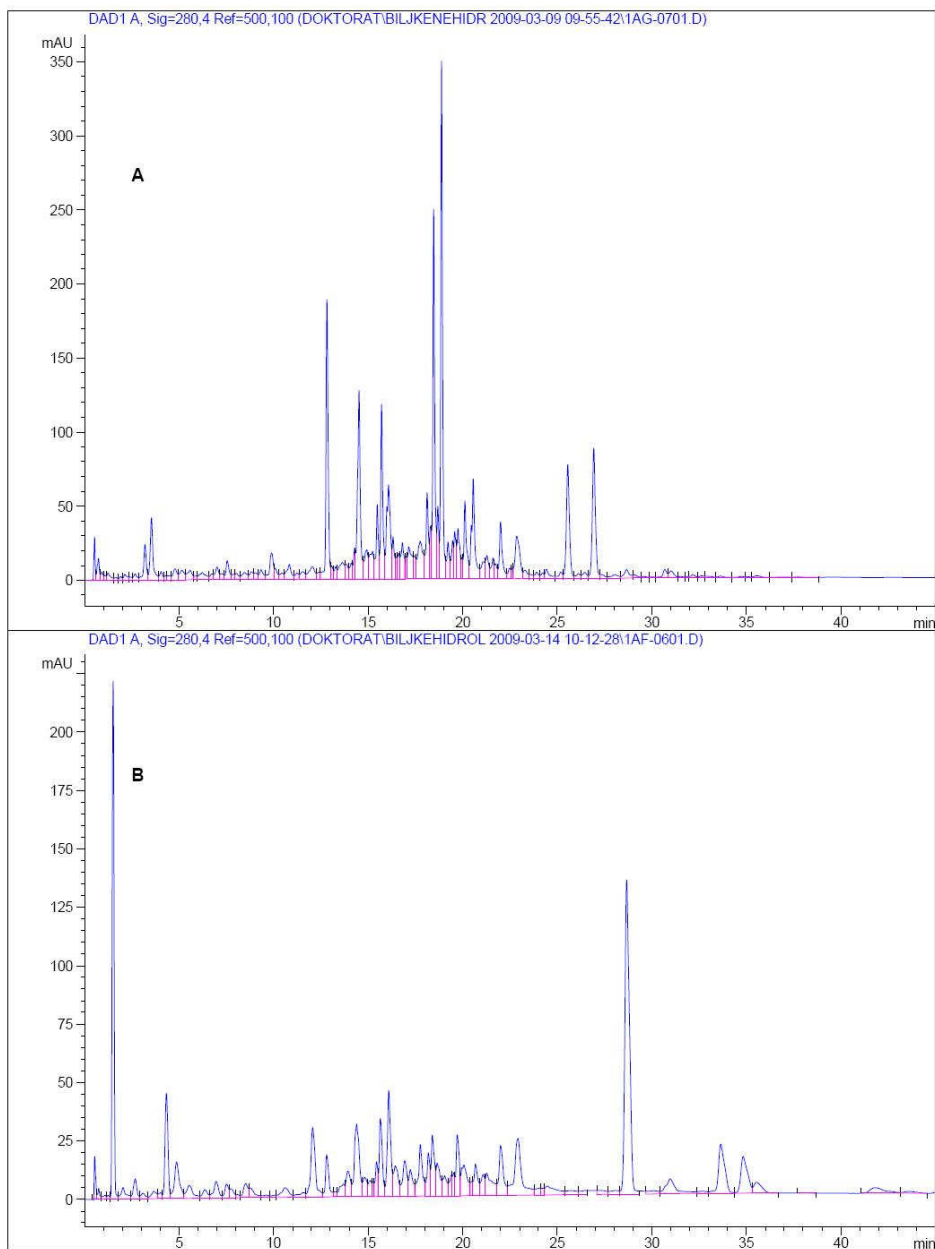 DAD1 A, Sig=280,4 Ref=500,100 (DOKTORAT\BILJKENEHIDR 2009-03-09 09-55-42\1AG-0701.D)
mAU
350
300
250
200
150
100
50
0
A
5 10 15 20 25 30 35 40 min
DAD1 A, Sig=280,4 Ref=500,100 (DOKTORAT\BILJKEHIDROL 2009-03-14 10-12-28\1AF-0601.D)
mAU
200
175
150
125
100
75
50
25
0
B
5 10 15 20 25 30 35 40 min